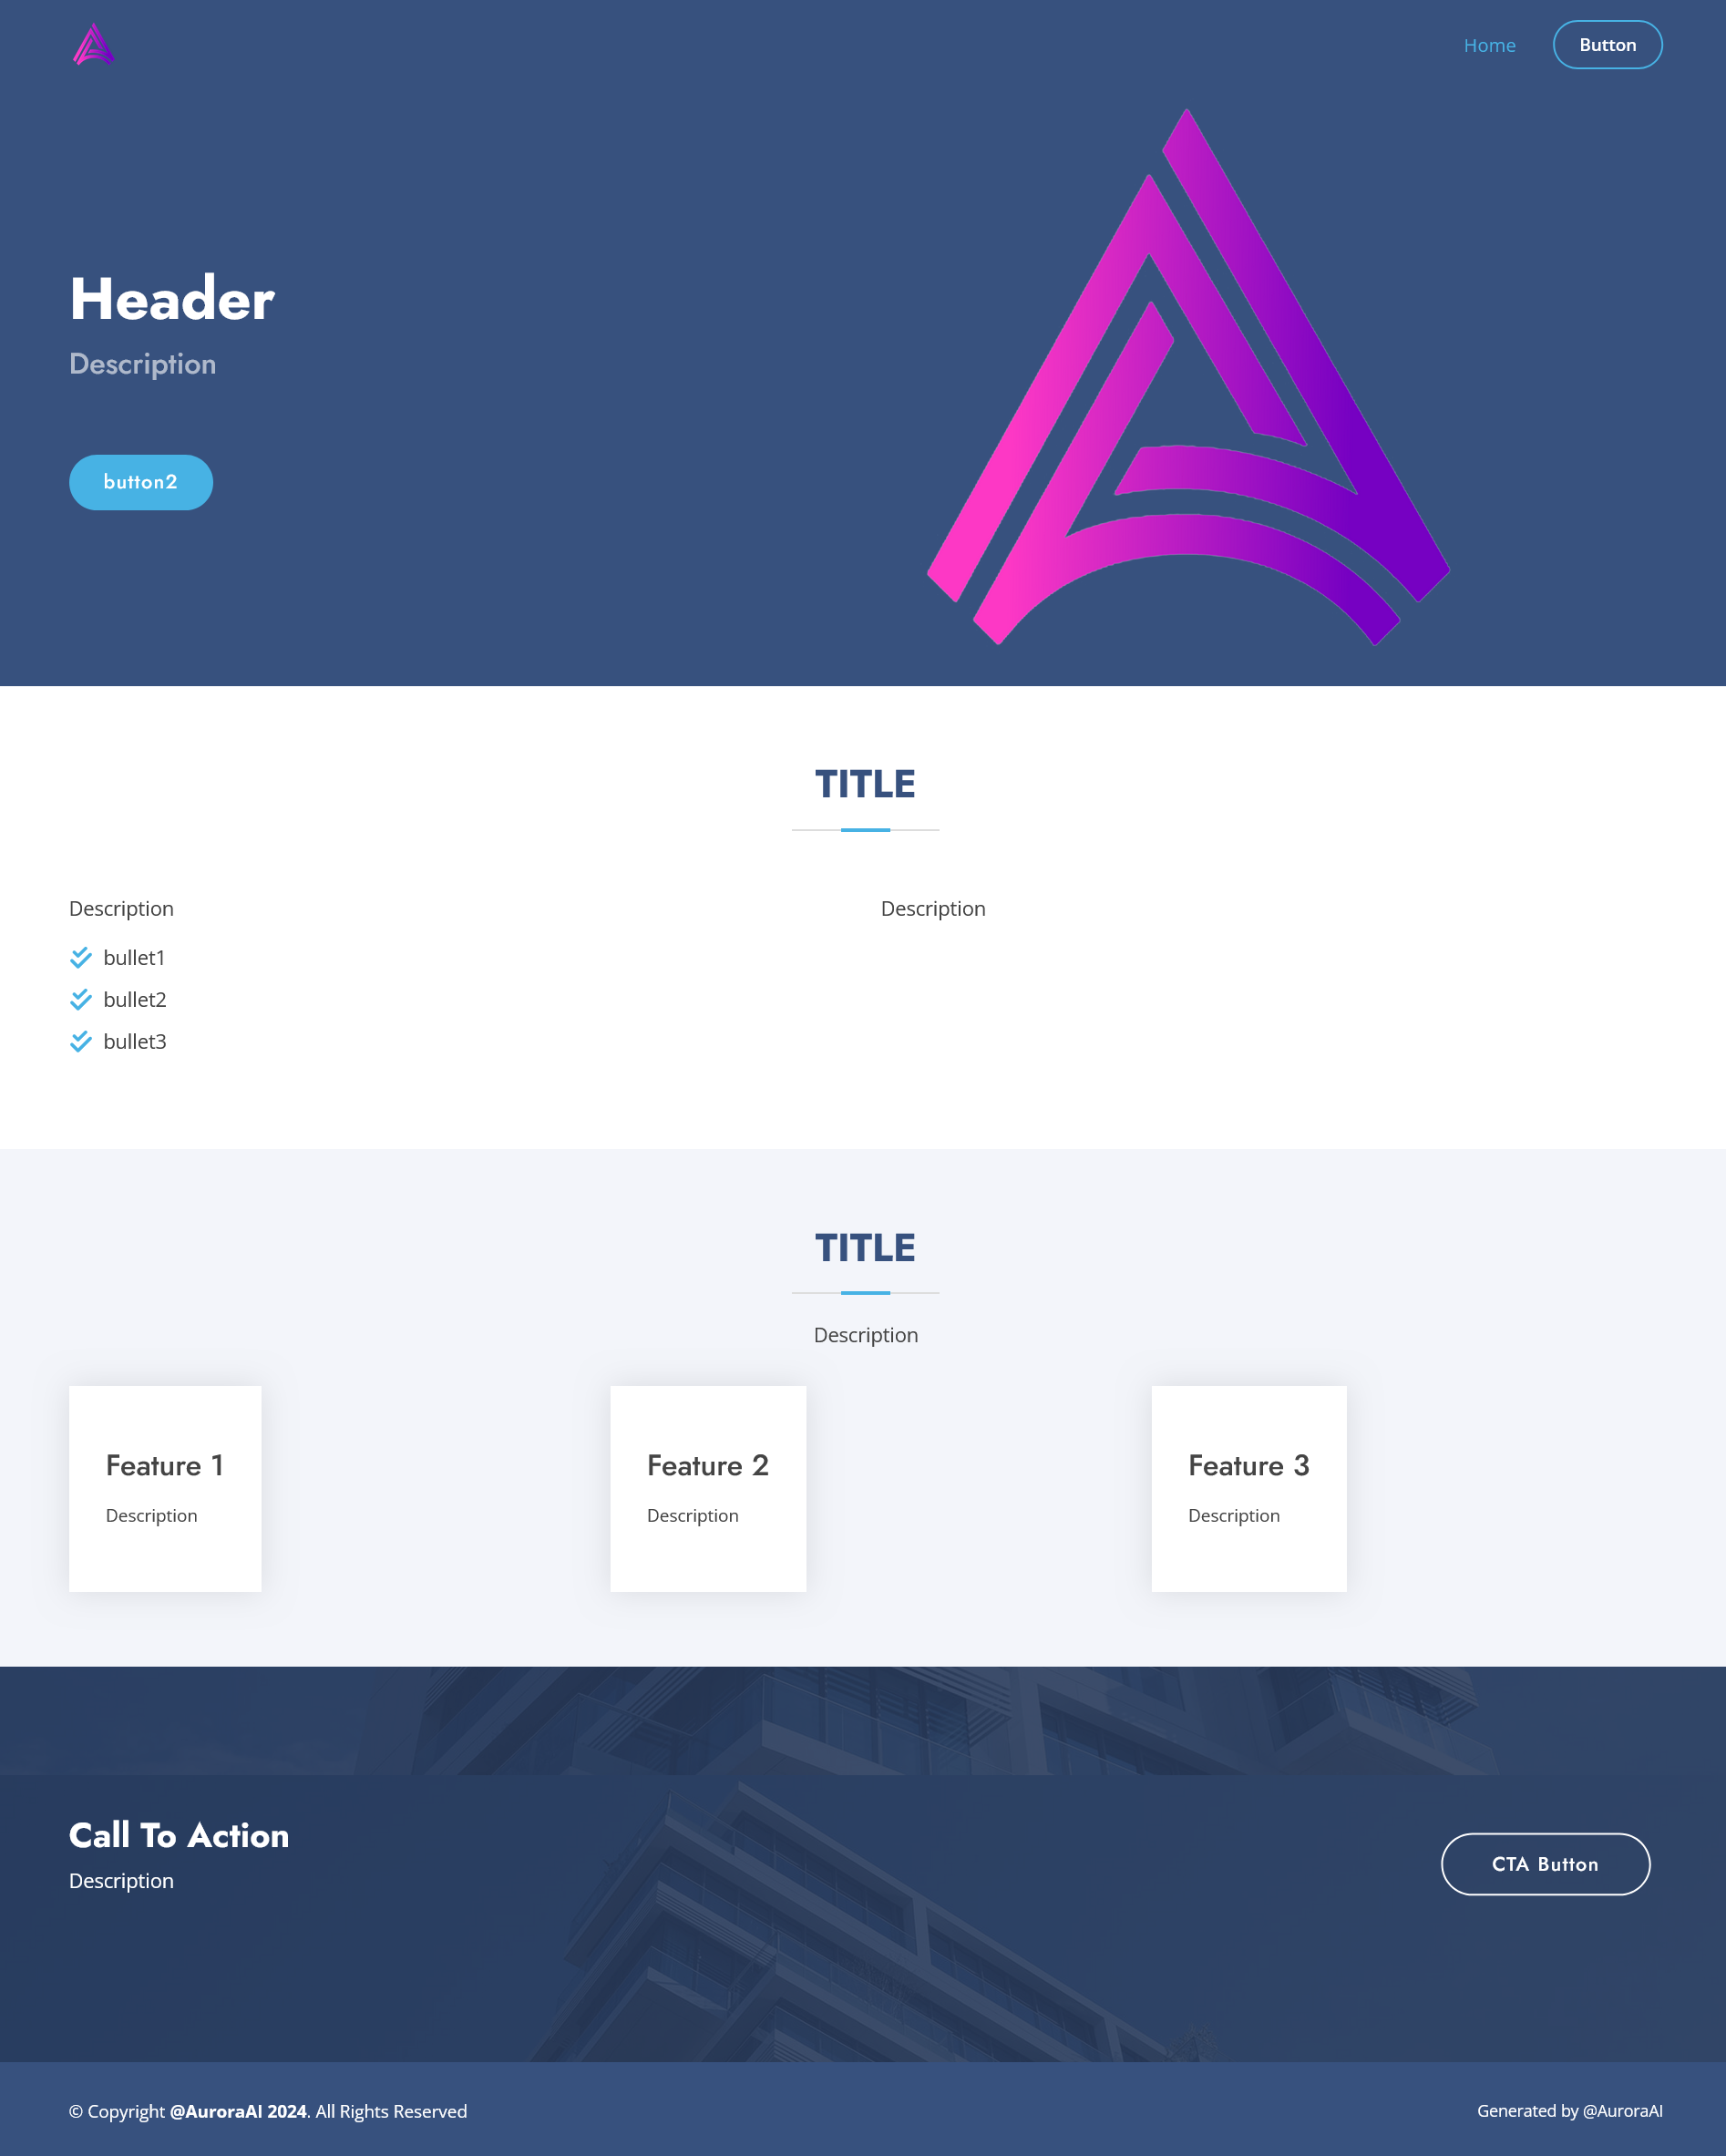 Home
Button
Header
Description
button2
TITLE
Description
bullet1
bullet2
bullet3
Description
TITLE
Description
Feature 1
Description
Feature 2
Description
Feature 3
Description
Call To Action
Description
CTA Button
© Copyright @AuroraAI 2024. All Rights Reserved
Generated by @AuroraAI